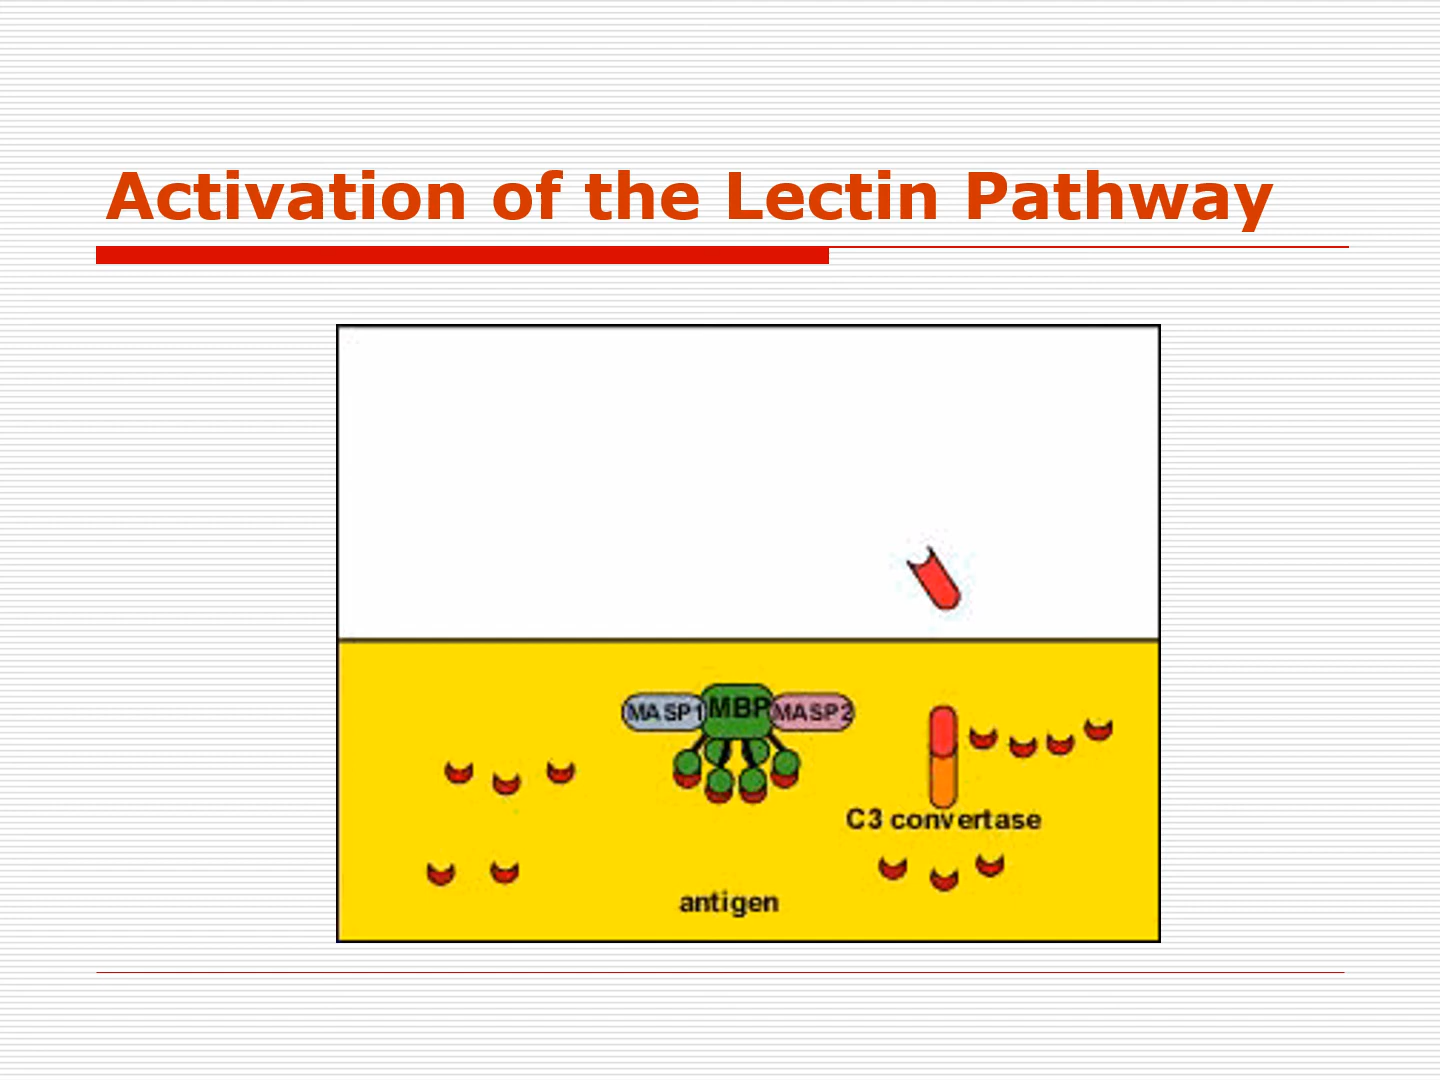 Activation of the Lectin Pathway
MASP1 MBP MASP2
C3 convertase
antigen